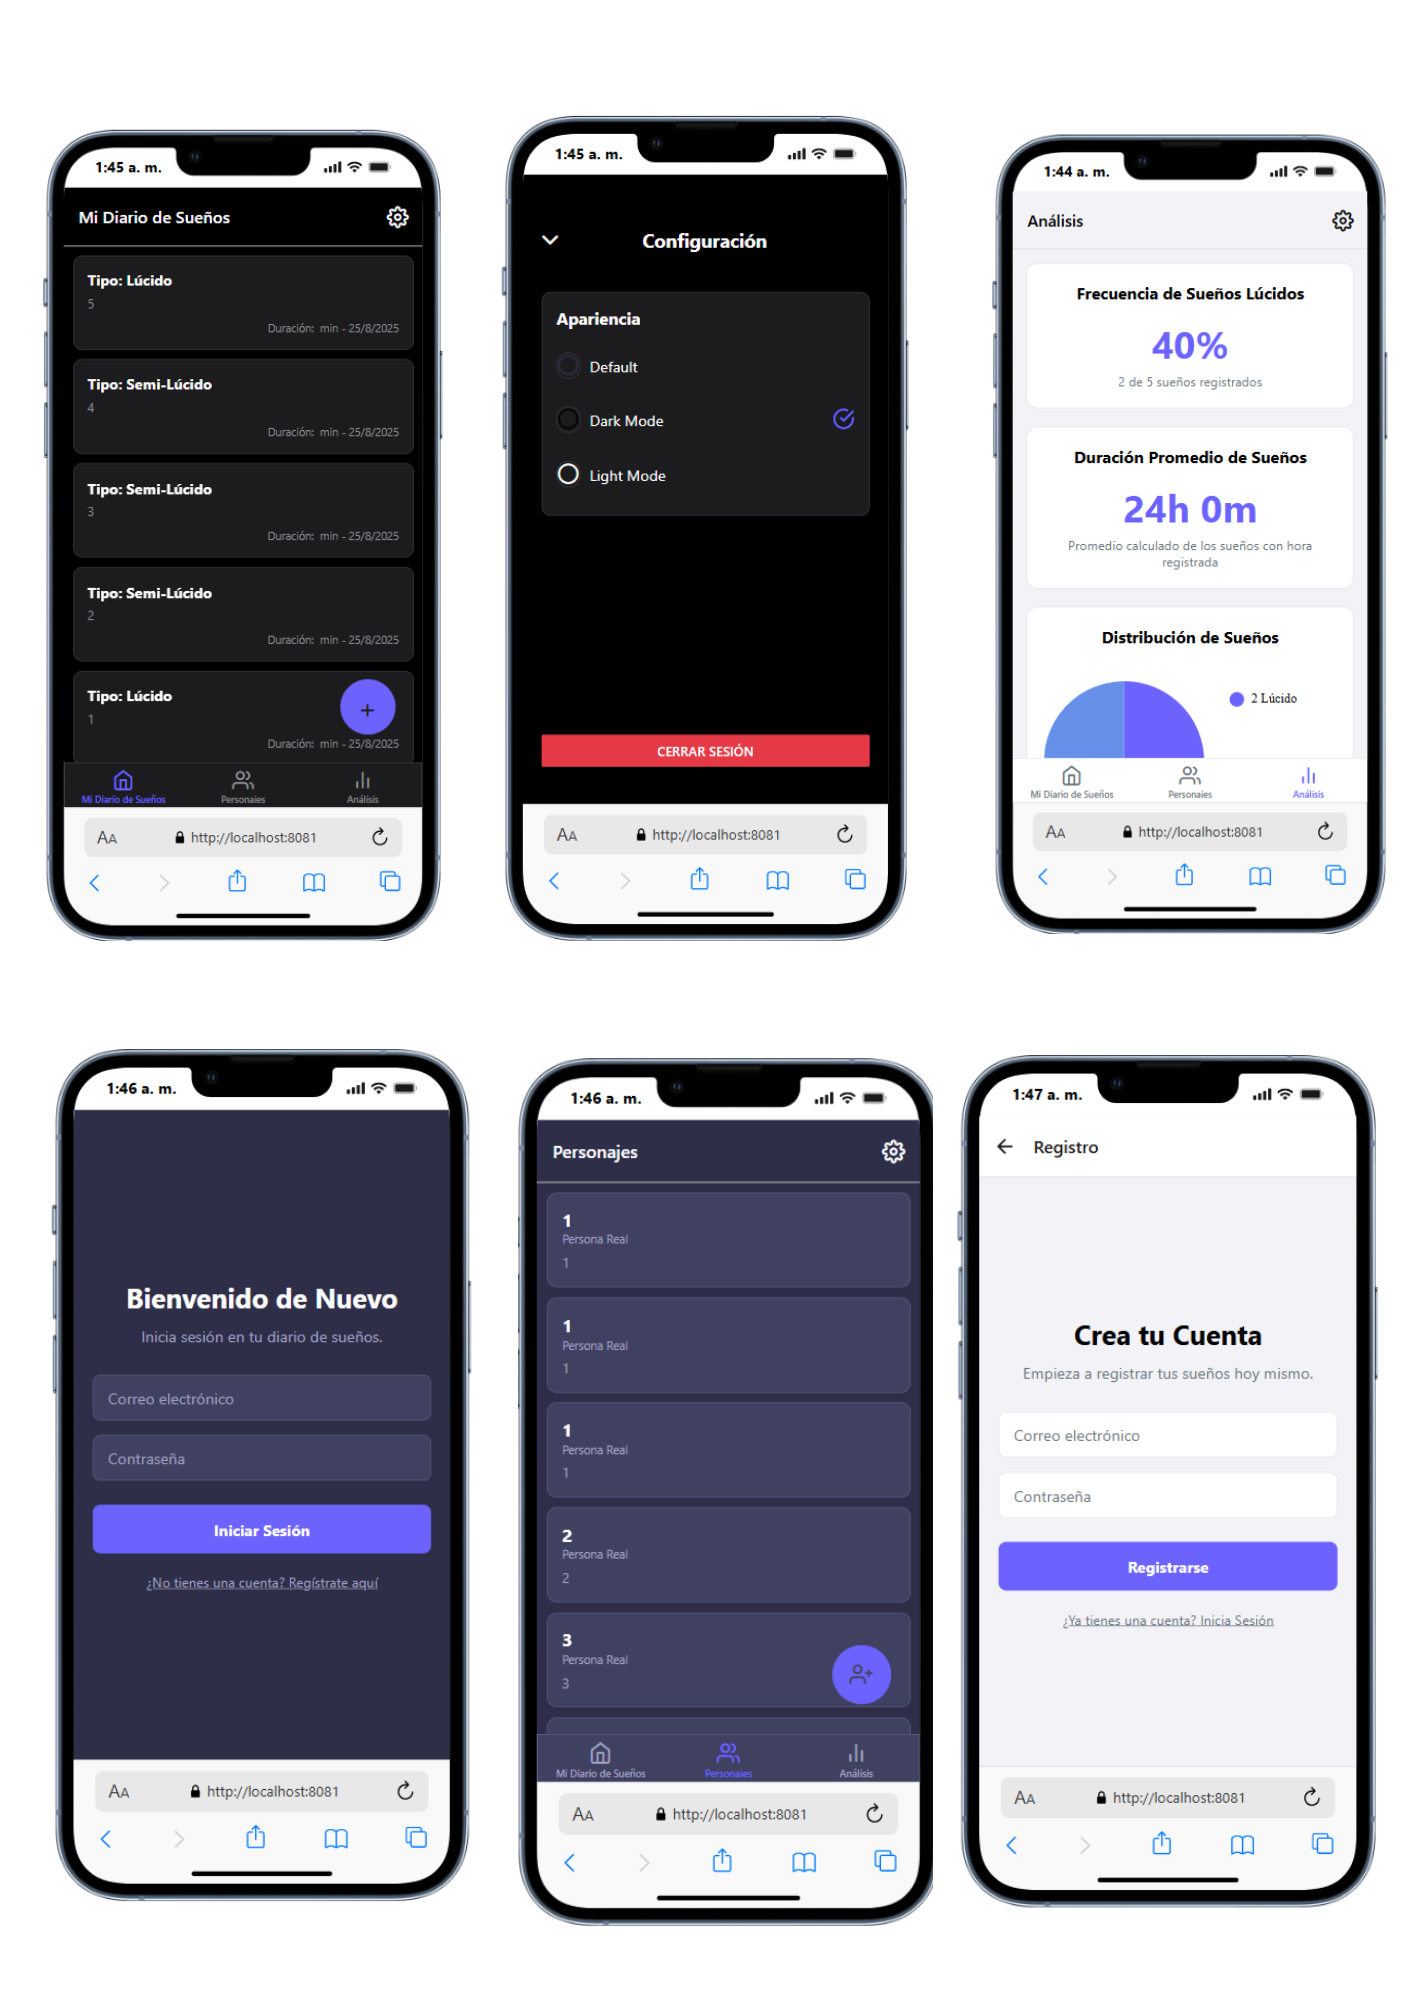 1:45 a. m.
Mi Diario de Sueños
Tipo: Lúcido
5
Duración: min - 25/8/2025
Tipo: Semi-Lúcido
4
Duración: min - 25/8/2025
Tipo: Semi-Lúcido
3
Duración: min - 25/8/2025
Tipo: Semi-Lúcido
2
Duración: min - 25/8/2025
Tipo: Lúcido
1
+
Duración: min - 25/8/2025
Mi Diario de Sueños Personajes Análisis
AA http://localhost:8081
1:45 a. m.
Configuración
Apariencia
Default
Dark Mode
Light Mode
CERRAR SESIÓN
AA http://localhost:8081
1:44 a. m.
Análisis
Frecuencia de Sueños Lúcidos
40%
2 de 5 sueños registrados
Duración Promedio de Sueños
24h 0m
Promedio calculado de los sueños con hora
registrada
Distribución de Sueños
2 Lúcido
Mi Diario de Sueños Personajes Análisis
AA http://localhost:8081
1:46 a. m.
Bienvenido de Nuevo
Inicia sesión en tu diario de sueños.
Correo electrónico
Contraseña
Iniciar Sesión
¿No tienes una cuenta? Regístrate aquí
AA http://localhost:8081
1:46 a. m.
Personajes
1
Persona Real
1
1
Persona Real
1
1
Persona Real
1
2
Persona Real
2
3
Persona Real
3
Mi Diario de Sueños Personajes Análisis
AA http://localhost:8081
1:47 a. m.
Registro
Crea tu Cuenta
Empieza a registrar tus sueños hoy mismo.
Correo electrónico
Contraseña
Registrarse
¿Ya tienes una cuenta? Inicia Sesión
AA http://localhost:8081